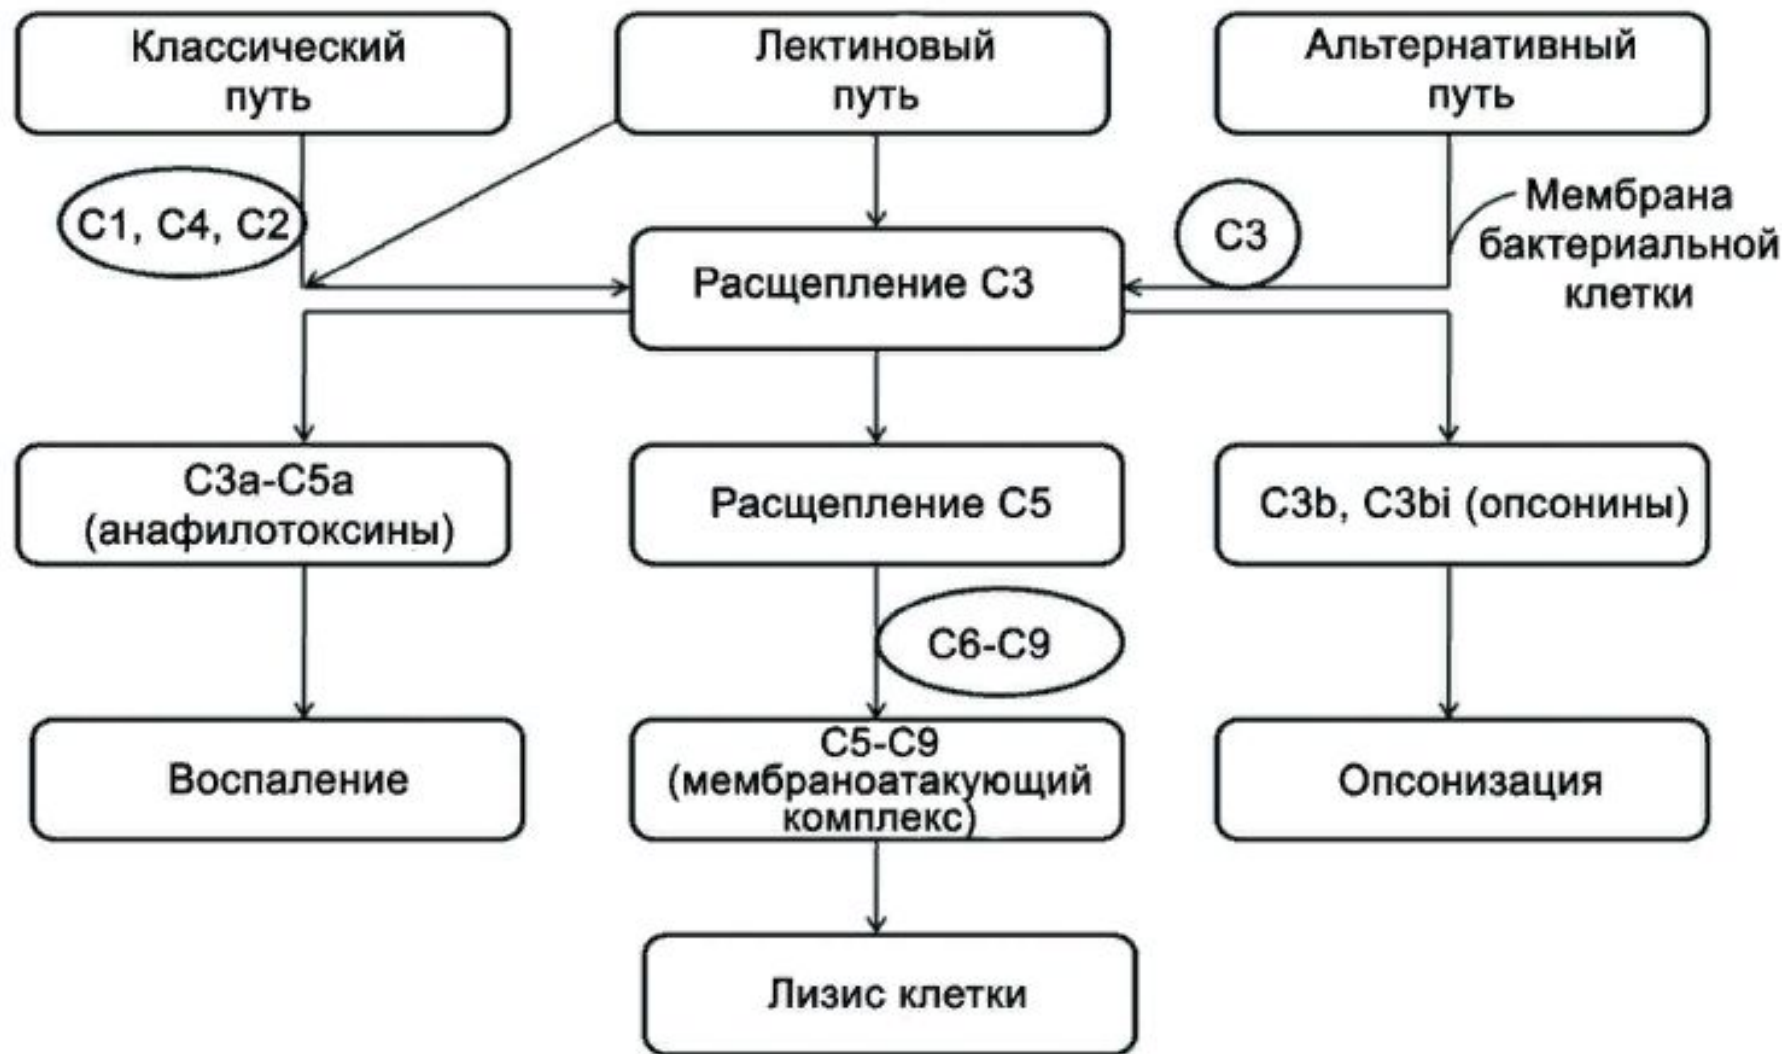 Классический
путь
Лектиновый
путь
Альтернативный
путь
С1, С4, С2
С3
Мембрана
бактериальной
клетки
Расщепление С3
С3а-С5а
(анафилотоксины)
Расщепление С5
С3b, С3bi (опсонины)
С6-С9
Воспаление
С5-С9
(мембраноатакующий
комплекс)
Опсонизация
Лизис клетки